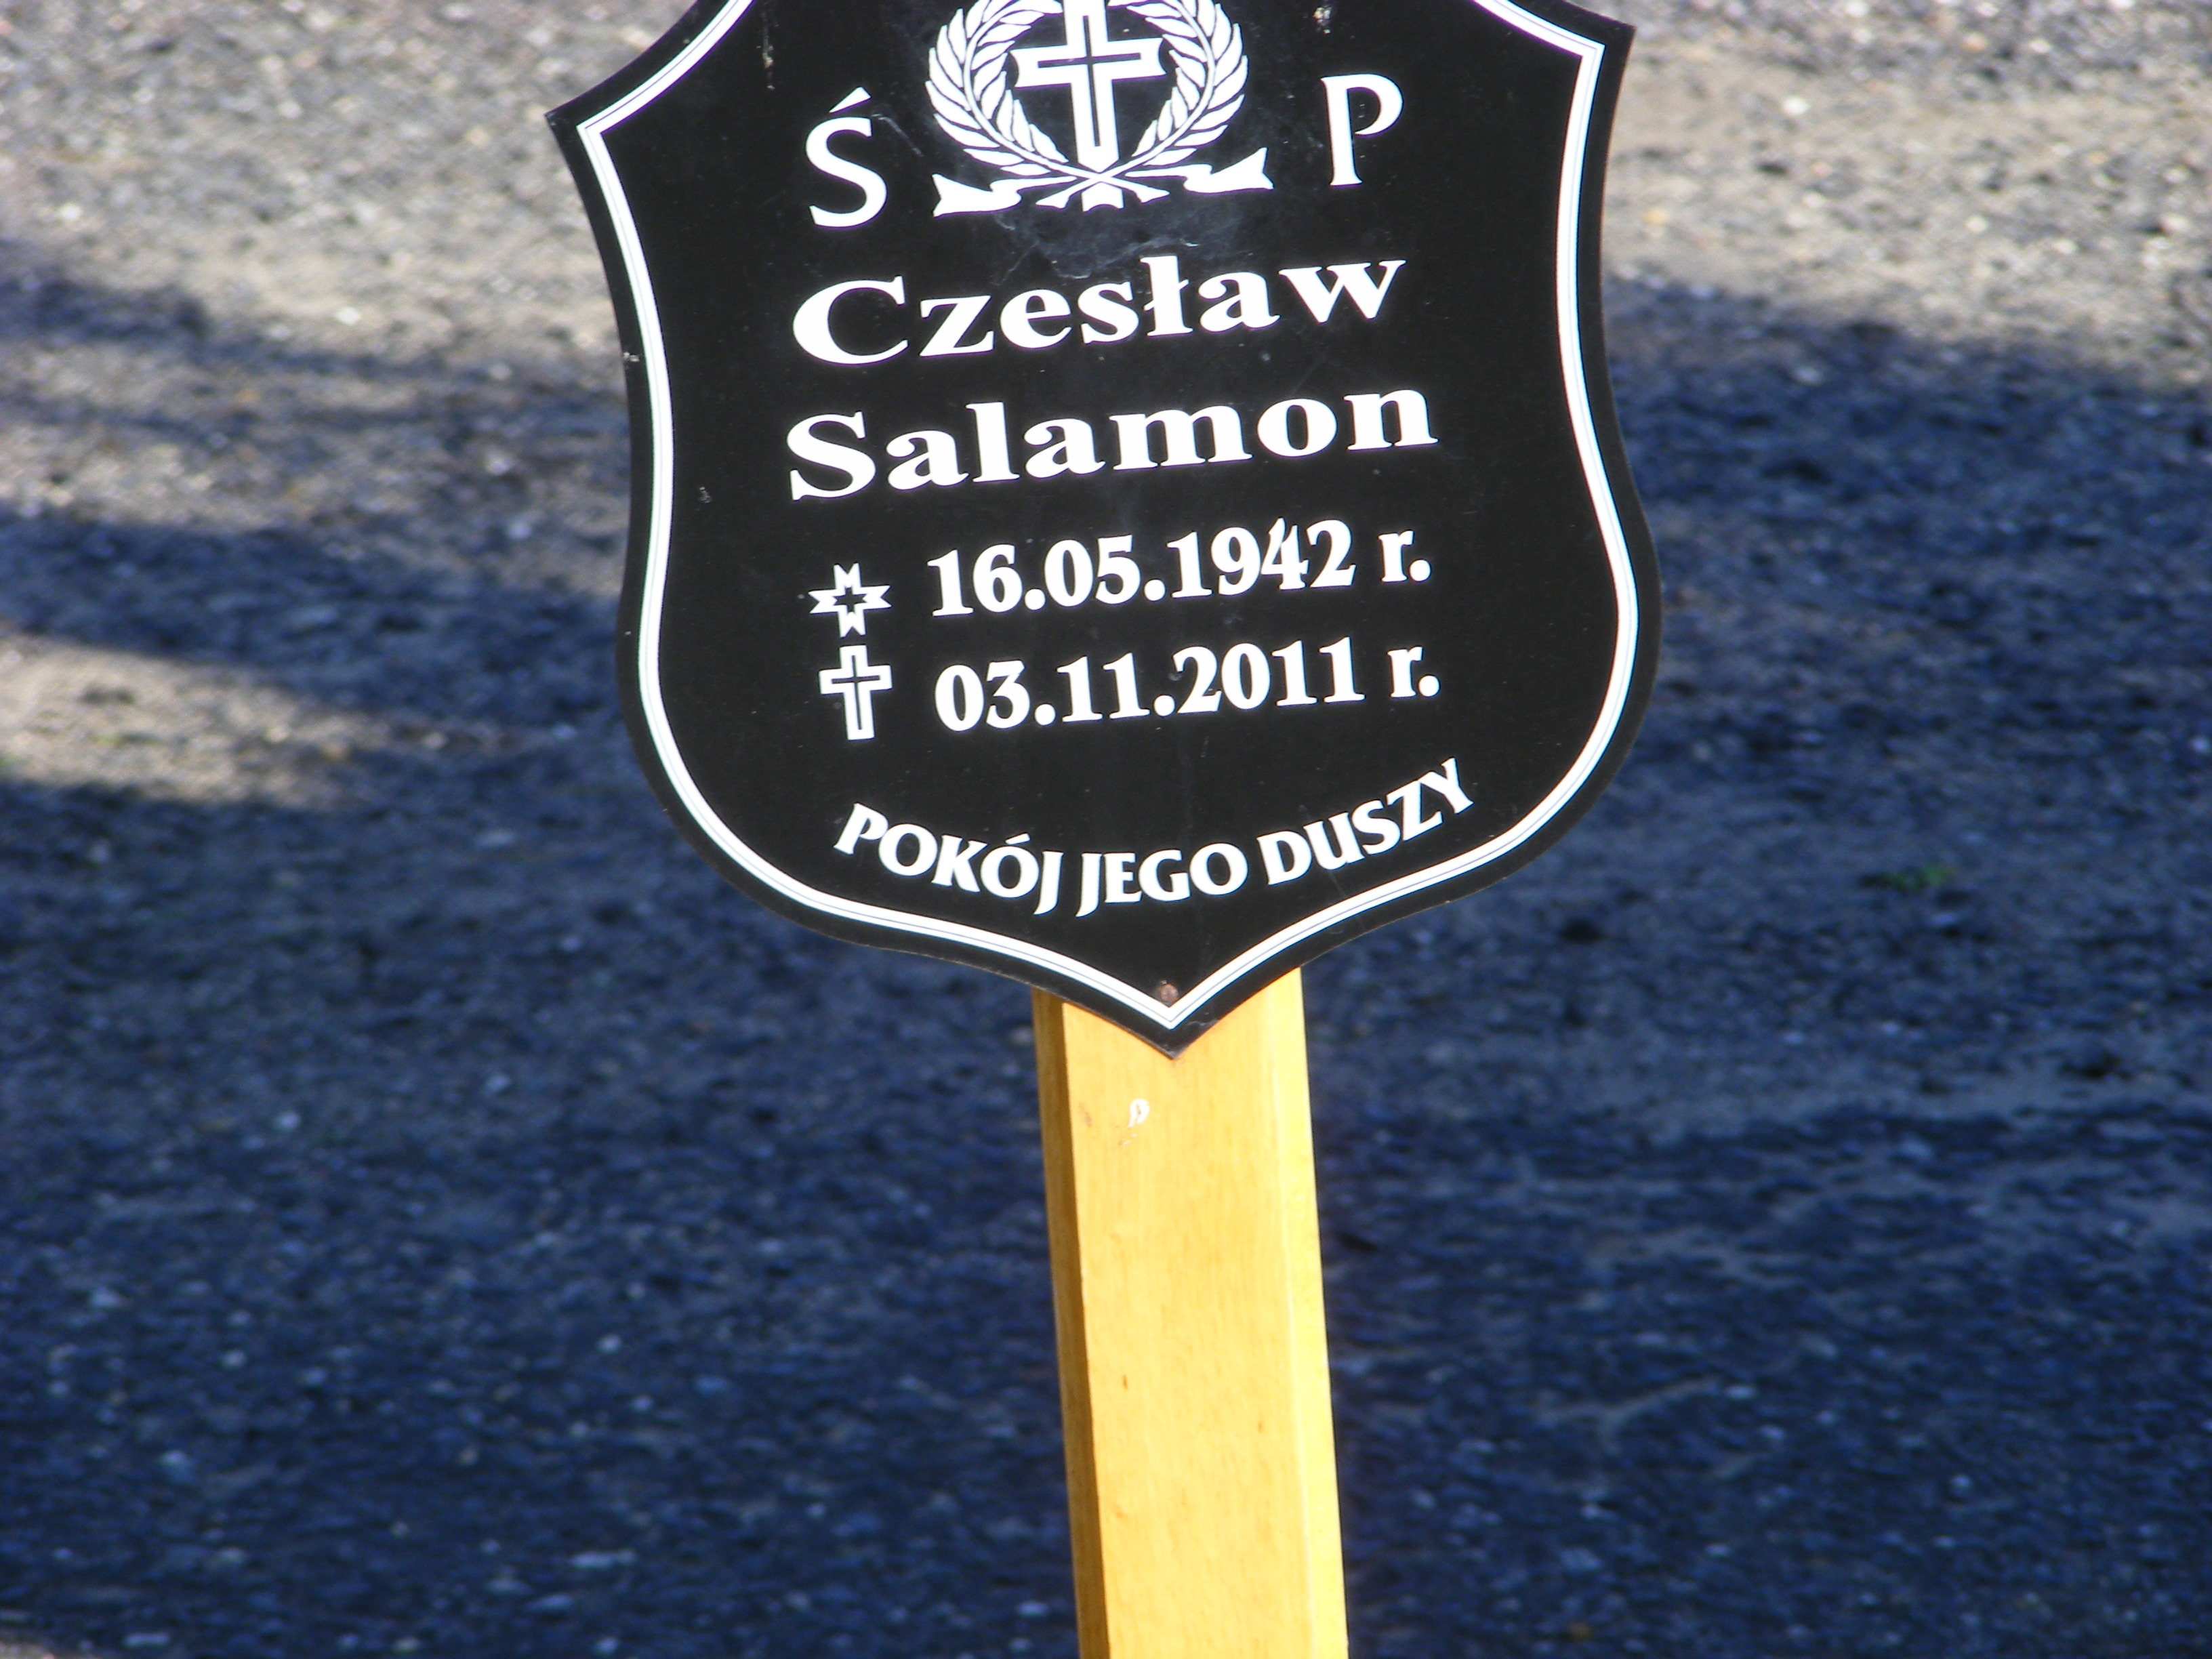 Ś P
Czesław
Salamon
16.05.1942 r.
03.11.2011 r.
POKÓJ JEGO DUSZY